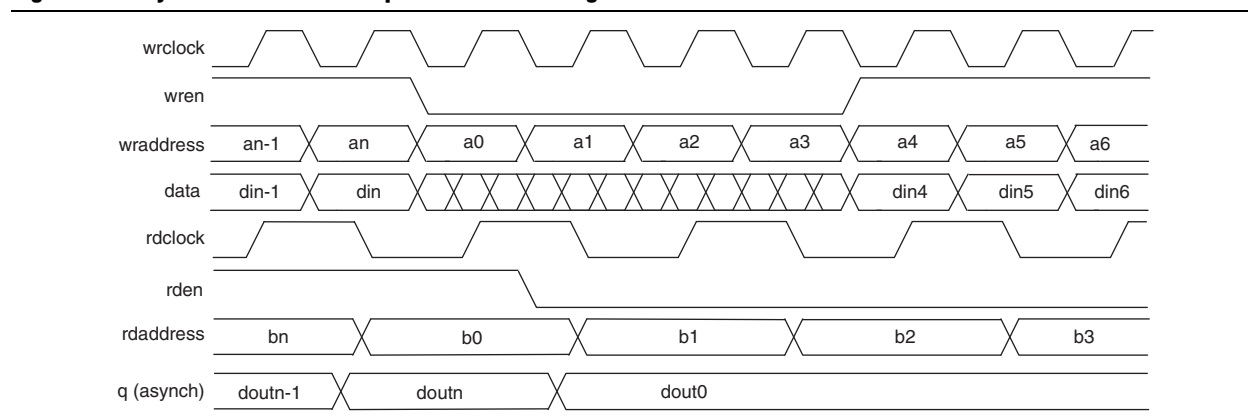 wrclock
wren
wraddress an-1 an a0 a1 a2 a3 a4 a5 a6
data din-1 din din4 din5 din6
rdclock
rden
rdaddress bn b0 b1 b2 b3
q (asynch) doutn-1 doutn dout0